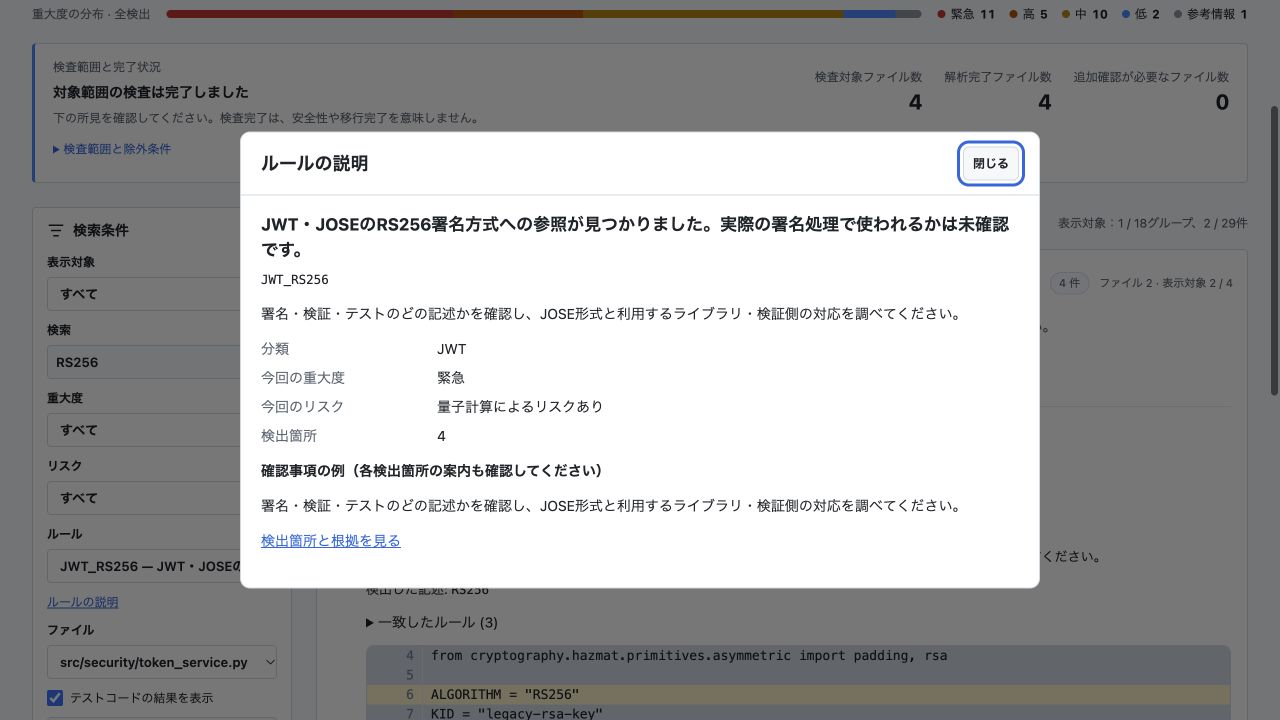 重大度の分布 · 全検出
緊急 11 高 5 中 10 低 2 参考情報 1
検査範囲と完了状況
対象範囲の検査は完了しました
下の所見を確認してください。検査完了は、安全性や移行完了を意味しません。
検査範囲と除外条件
検査対象ファイル数
4
解析完了ファイル数
4
追加確認が必要なファイル数
0
検索条件
表示対象
すべて
検索
RS256
重大度
すべて
リスク
すべて
ルール
JWT_RS256 — JWT・JOSEの
ルールの説明
ファイル
src/security/token_service.py
テストコードの結果を表示
表示対象：1 / 18グループ、2 / 29件
4 件 ファイル 2 · 表示対象 2 / 4
い。
ルールの説明
閉じる
JWT・JOSEのRS256署名方式への参照が見つかりました。実際の署名処理で使われるかは未確認
です。
JWT_RS256
署名・検証・テストのどの記述かを確認し、JOSE形式と利用するライブラリ・検証側の対応を調べてください。
分類 JWT
今回の重大度 緊急
今回のリスク 量子計算によるリスクあり
検出箇所 4
確認事項の例（各検出箇所の案内も確認してください）
署名・検証・テストのどの記述かを確認し、JOSE形式と利用するライブラリ・検証側の対応を調べてください。
検出箇所と根拠を見る
ください。
検出した記述: RS256
一致したルール (3)
4 from cryptography.hazmat.primitives.asymmetric import padding, rsa
5
6 ALGORITHM = "RS256"
7 KID = "legacy-rsa-key"